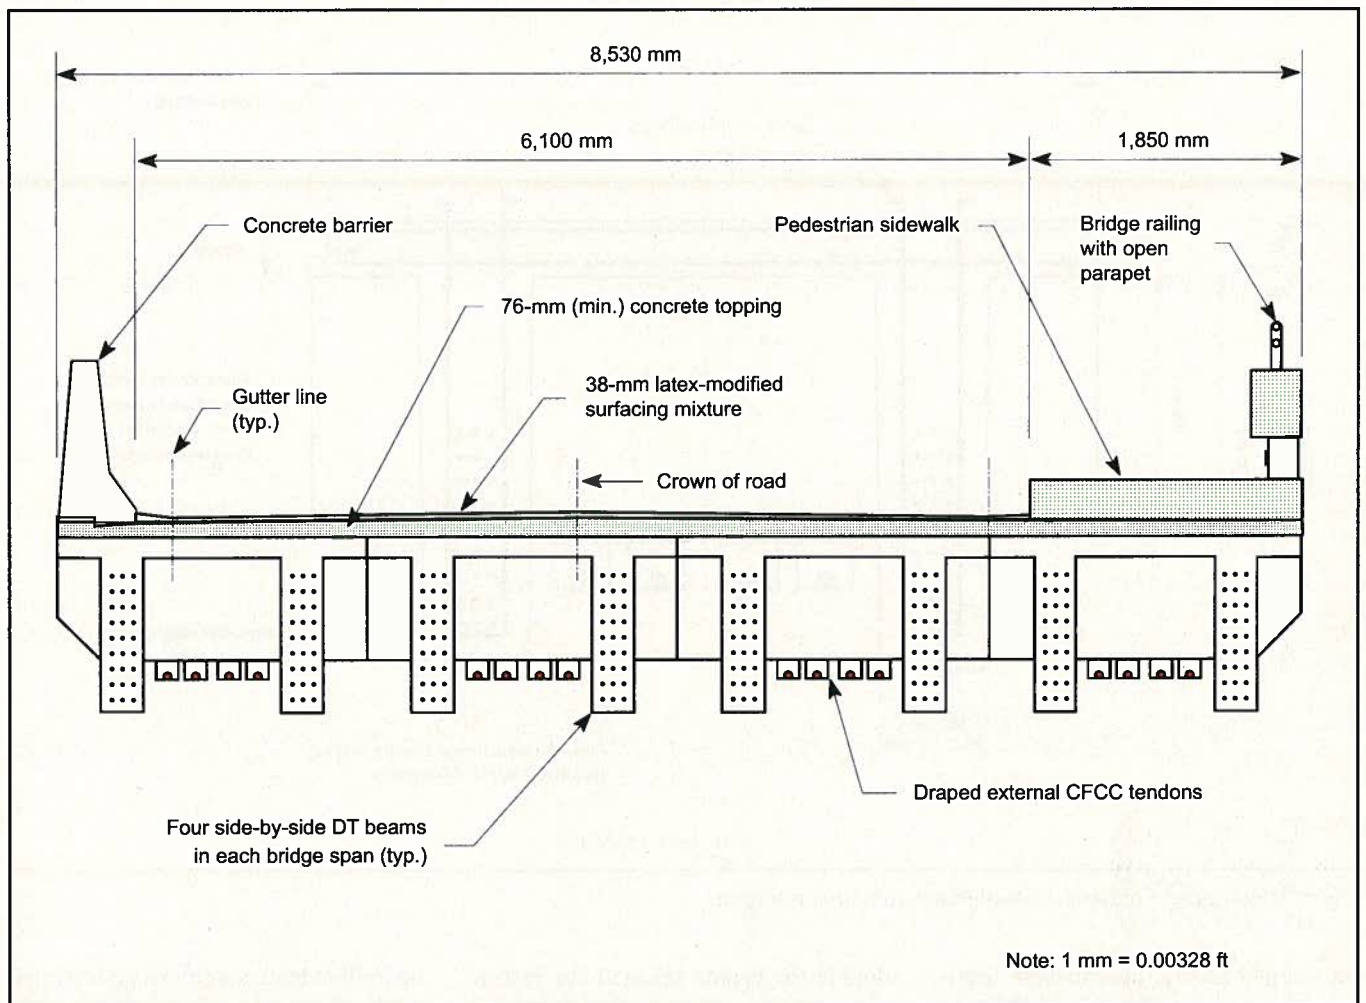 8,530 mm
6,100 mm
1,850 mm
Concrete barrier
Pedestrian sidewalk
Bridge railing
with open
parapet
76-mm (min.) concrete topping
38-mm latex-modified
surfacing mixture
Gutter line
(typ.)
Crown of road
Draped external CFCC tendons
Four side-by-side DT beams
in each bridge span (typ.)
Note: 1 mm = 0.00328 ft